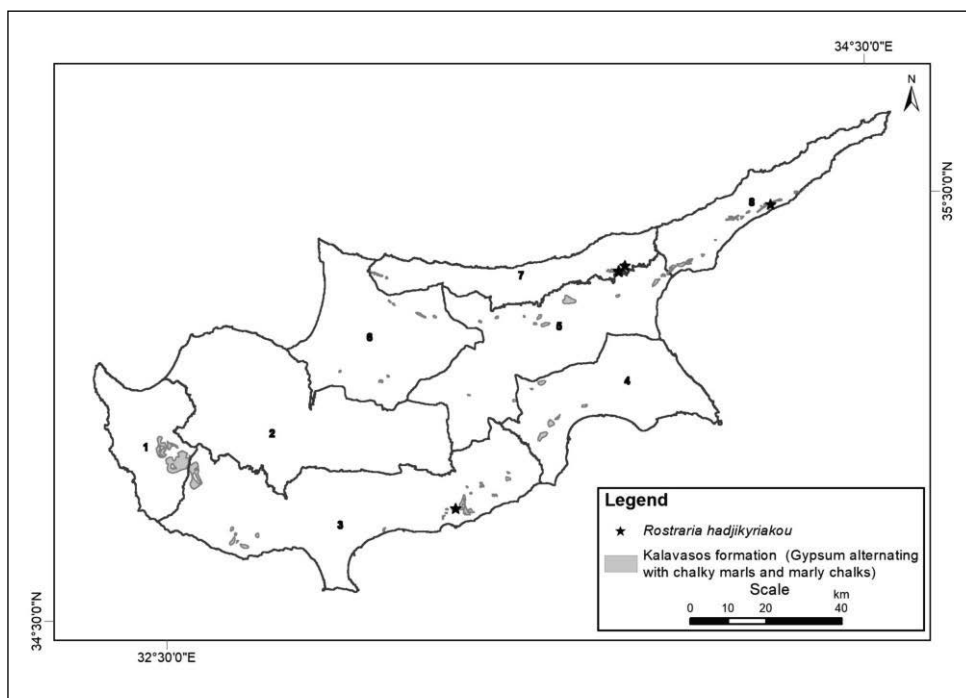 34°30'0"E
N
35°30'0"N
8
7
5
6
4
2
1
3
Legend
Rostraria hadjikyriakou
Kalavasos formation (Gypsum alternating
with chalky marls and marly chalks)
Scale
km
0 10 20 40
34°30'0"N
32°30'0"E